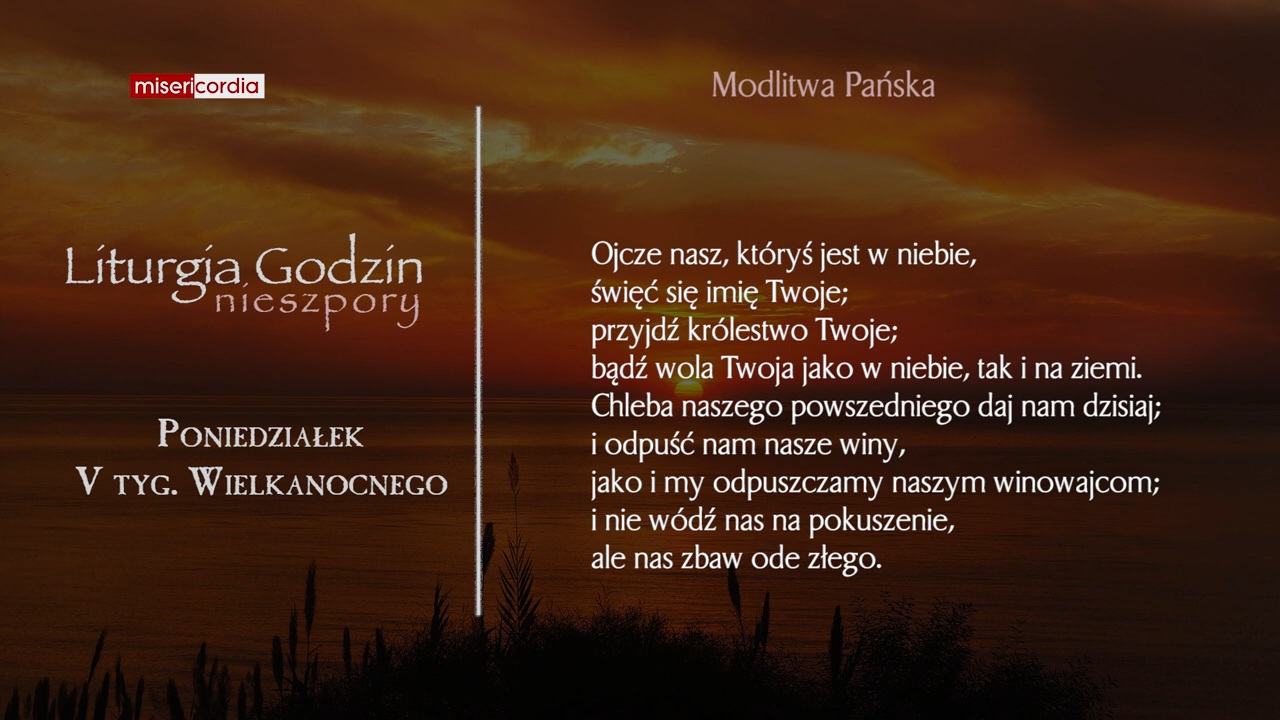 misericordia
Liturgia Godzin
nieszpory
Poniedziałek
V tyg. Wielkanocnego
Modlitwa Pańska
Ojcze nasz, któryś jest w niebie,
święć się imię Twoje;
przyjdź królestwo Twoje;
bądź wola Twoja jako w niebie, tak i na ziemi.
Chleba naszego powszedniego daj nam dzisiaj;
i odpuść nam nasze winy,
jako i my odpuszczamy naszym winowajcom;
i nie wódź nas na pokuszenie,
ale nas zbaw ode złego.